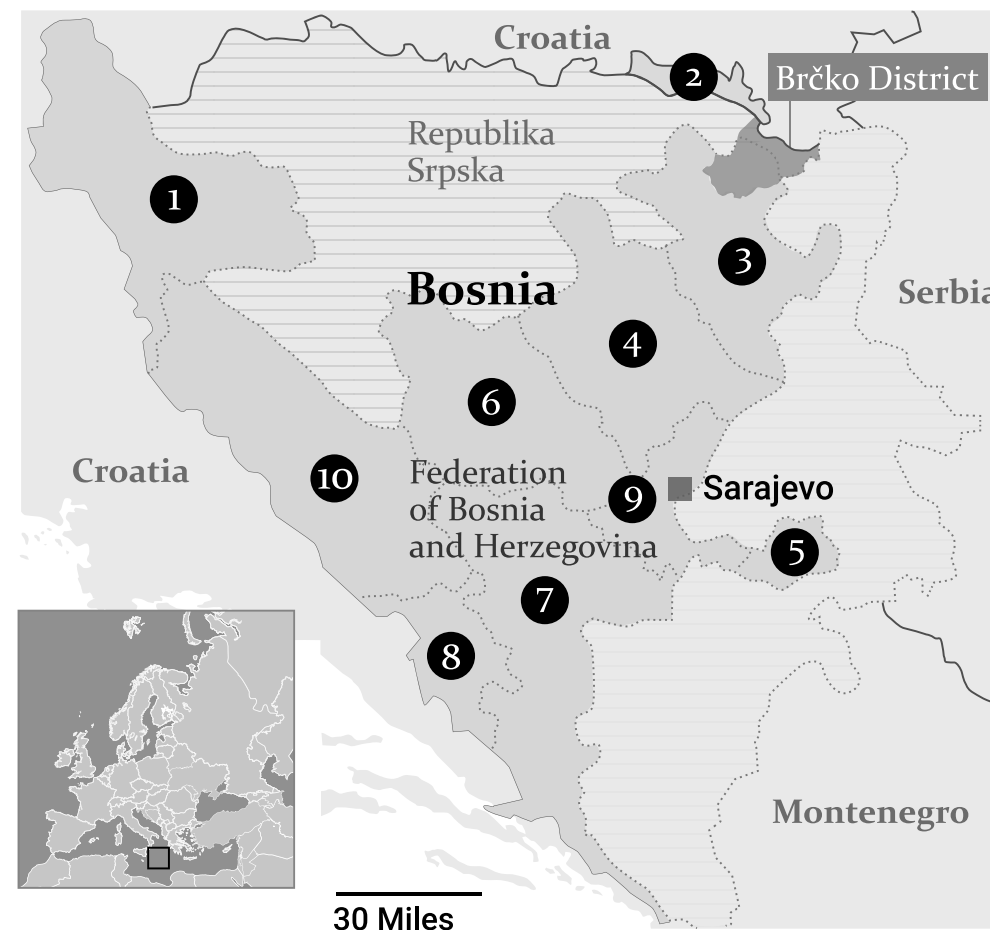 Croatia
2
Brčko District
Republika
Srpska
1
3
Bosnia
Serbia
4
6
Croatia
10
Federation
of Bosnia
and Herzegovina
9
Sarajevo
5
7
8
Montenegro
30 Miles